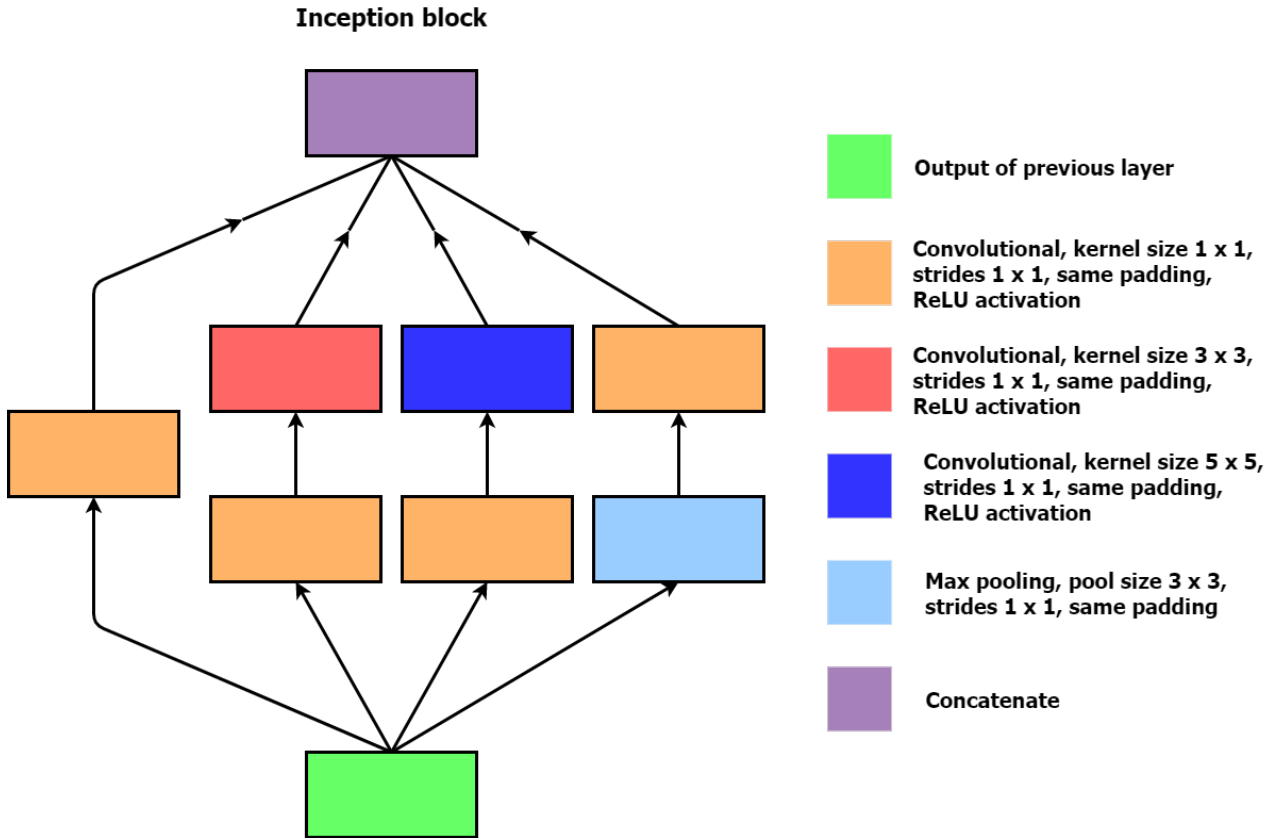 Inception block
Output of previous layer
Convolutional, kernel size 1 x 1,
strides 1 x 1, same padding,
ReLU activation
Convolutional, kernel size 3 x 3,
strides 1 x 1, same padding,
ReLU activation
Convolutional, kernel size 5 x 5,
strides 1 x 1, same padding,
ReLU activation
Max pooling, pool size 3 x 3,
strides 1 x 1, same padding
Concatenate